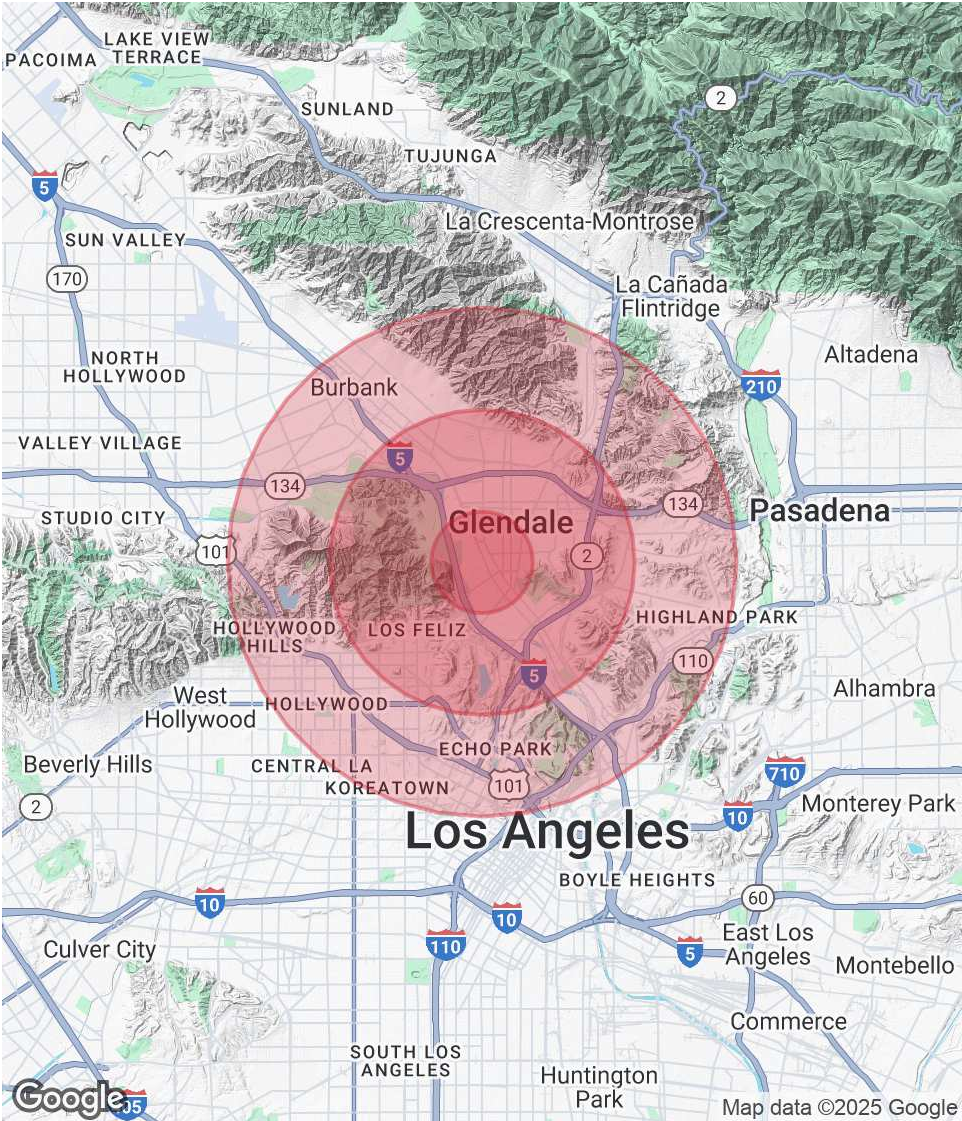 LAKE VIEW
TERRACE
PACOIMA
2
SUNLAND
TUJUNGA
5
La Crescenta-Montrose
SUN VALLEY
170
La Cañada
Flintridge
NORTH
HOLLYWOOD
Altadena
Burbank
210
VALLEY VILLAGE
5
134
134
STUDIO CITY
Glendale
Pasadena
101
2
HOLLYWOOD
HILLS
LOS FELIZ
HIGHLAND PARK
110
5
West
Hollywood
HOLLYWOOD
Alhambra
ECHO PARK
Beverly Hills
CENTRAL LA
KOREATOWN
101
710
2
10
Monterey Park
Los Angeles
BOYLE HEIGHTS
10
60
10
110
5
East Los
Angeles
Culver City
Montebello
Commerce
SOUTH LOS
ANGELES
Huntington
Park
Google
05
Map data ©2025 Google